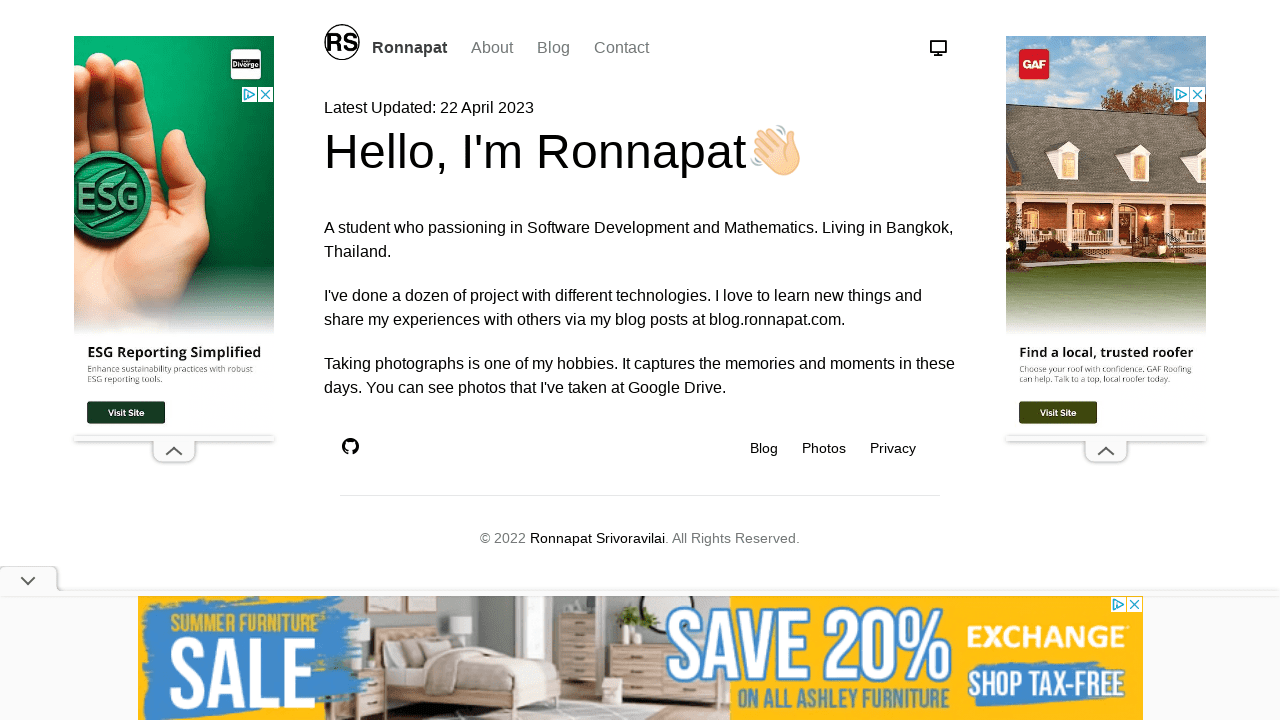 RS Ronnapat About Blog Contact
Latest Updated: 22 April 2023
Hello, I'm Ronnapat
A student who passioning in Software Development and Mathematics. Living in Bangkok,
Thailand.
I've done a dozen of project with different technologies. I love to learn new things and
share my experiences with others via my blog posts at blog.ronnapat.com.
Taking photographs is one of my hobbies. It captures the memories and moments in these
days. You can see photos that I've taken at Google Drive.
Blog Photos Privacy
© 2022 Ronnapat Srivoravilai. All Rights Reserved.
Diverge
ESG
ESG Reporting Simplified
Enhance sustainability practices with robust
ESG reporting tools.
Visit Site
GAF
Find a local, trusted roofer
Choose your roof with confidence. GAF Roofing
can help. Talk to a top, local roofer today.
Visit Site
SUMMER FURNITURE
SALE
SAVE 20%
ON ALL ASHLEY FURNITURE
EXCHANGE
SHOP TAX-FREE